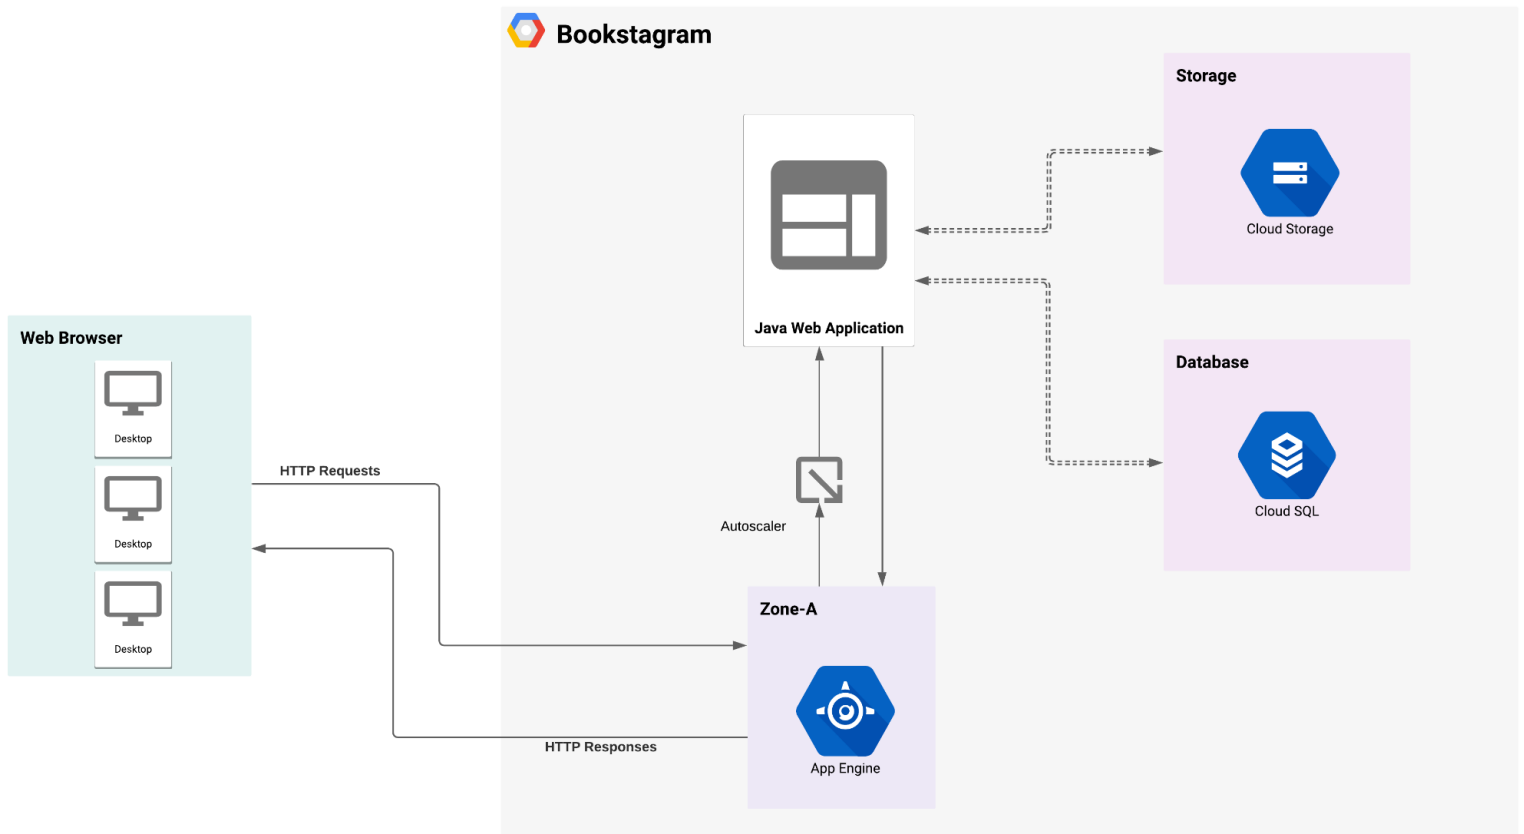 Bookstagram
Storage
Cloud Storage
Java Web Application
Web Browser
Desktop
Desktop
Desktop
HTTP Requests
Database
Cloud SQL
Autoscaler
Zone-A
App Engine
HTTP Responses